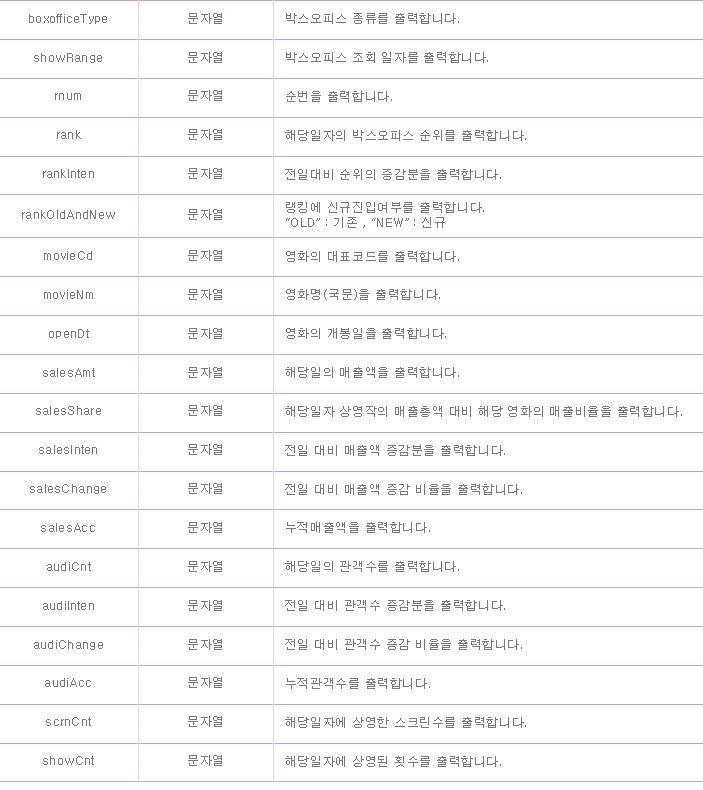 boxofficeType 문자열 박스오피스 종류를 출력합니다.
showRange 문자열 박스오피스 조회 일자를 출력합니다.
rnum 문자열 순번을 출력합니다.
rank 문자열 해당일자의 박스오피스 순위를 출력합니다.
rankInten 문자열 전일대비 순위의 증감분을 출력합니다.
rankOldAndNew 문자열 랭킹에 신규진입여부를 출력합니다.
“OLD” : 기존 , “NEW” : 신규
movieCd 문자열 영화의 대표코드를 출력합니다.
movieNm 문자열 영화명(국문)을 출력합니다.
openDt 문자열 영화의 개봉일을 출력합니다.
salesAmt 문자열 해당일의 매출액을 출력합니다.
salesShare 문자열 해당일자 상영작의 매출총액 대비 해당 영화의 매출비율을 출력합니다.
salesInten 문자열 전일 대비 매출액 증감분을 출력합니다.
salesChange 문자열 전일 대비 매출액 증감 비율을 출력합니다.
salesAcc 문자열 누적매출액을 출력합니다.
audiCnt 문자열 해당일의 관객수를 출력합니다.
audiInten 문자열 전일 대비 관객수 증감분을 출력합니다.
audiChange 문자열 전일 대비 관객수 증감 비율을 출력합니다.
audiAcc 문자열 누적관객수를 출력합니다.
scrnCnt 문자열 해당일자에 상영한 스크린수를 출력합니다.
showCnt 문자열 해당일자에 상영된 횟수를 출력합니다.